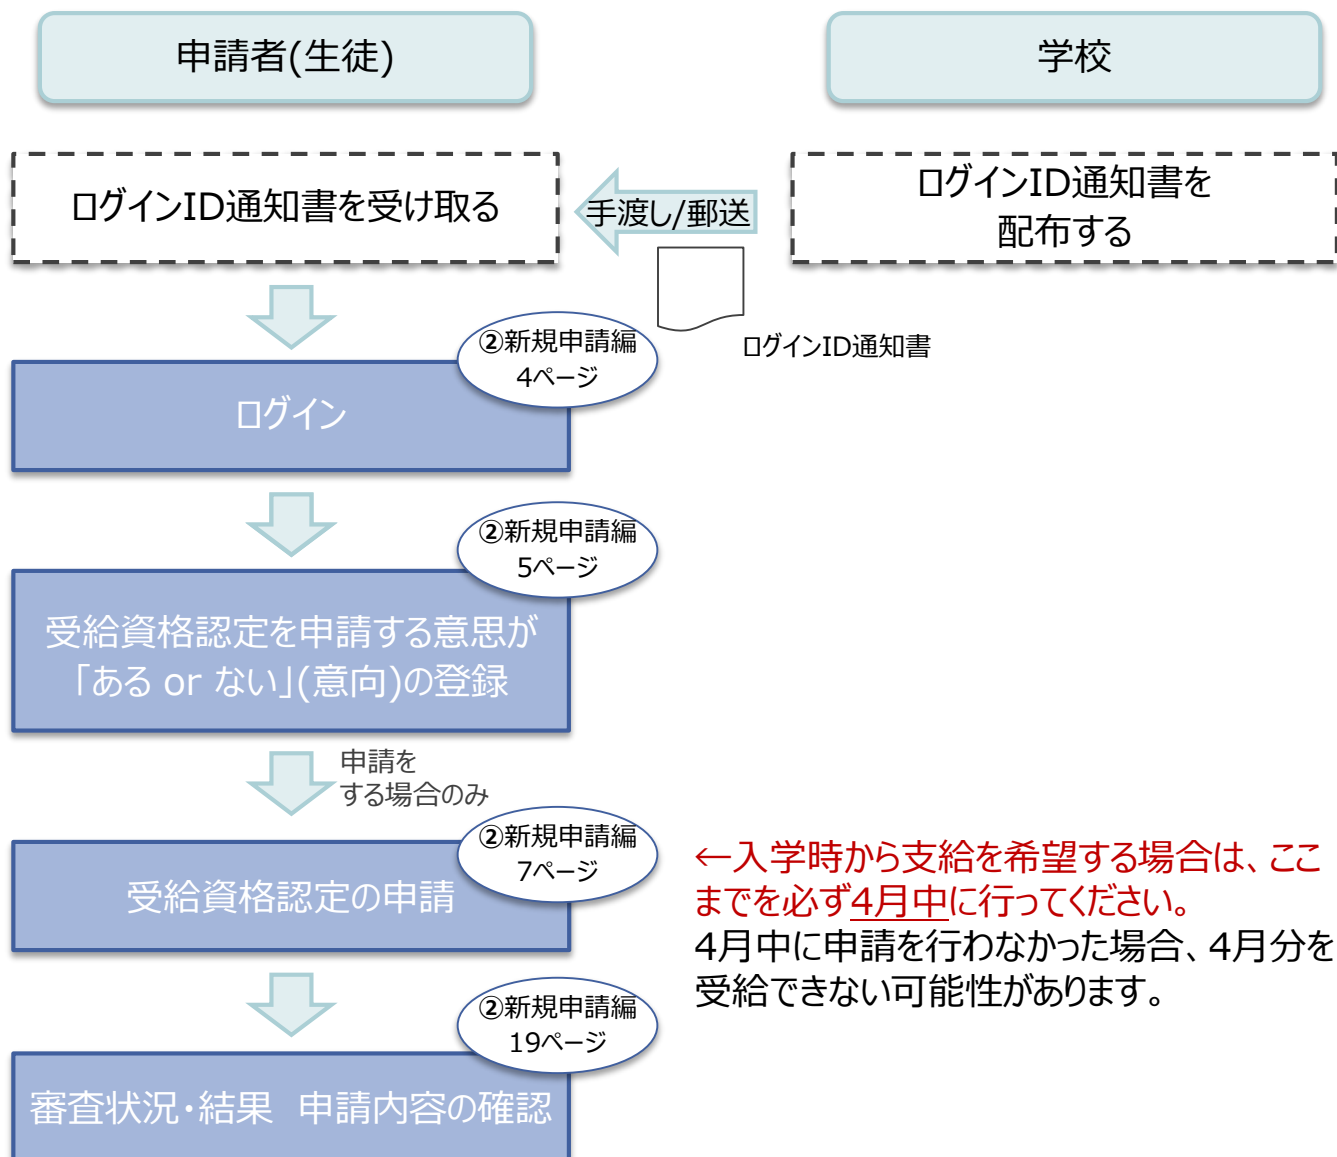 申請者(生徒)
学校
ログインID通知書を受け取る
手渡し/郵送
ログインID通知書を
配布する
ログインID通知書
②新規申請編
4ページ
ログイン
②新規申請編
5ページ
受給資格認定を申請する意思が
「ある or ない」(意向)の登録
申請を
する場合のみ
②新規申請編
7ページ
受給資格認定の申請
←入学時から支給を希望する場合は、ここ
までを必ず4月中に行ってください。
4月中に申請を行わなかった場合、4月分を
受給できない可能性があります。
②新規申請編
19ページ
審査状況・結果　申請内容の確認